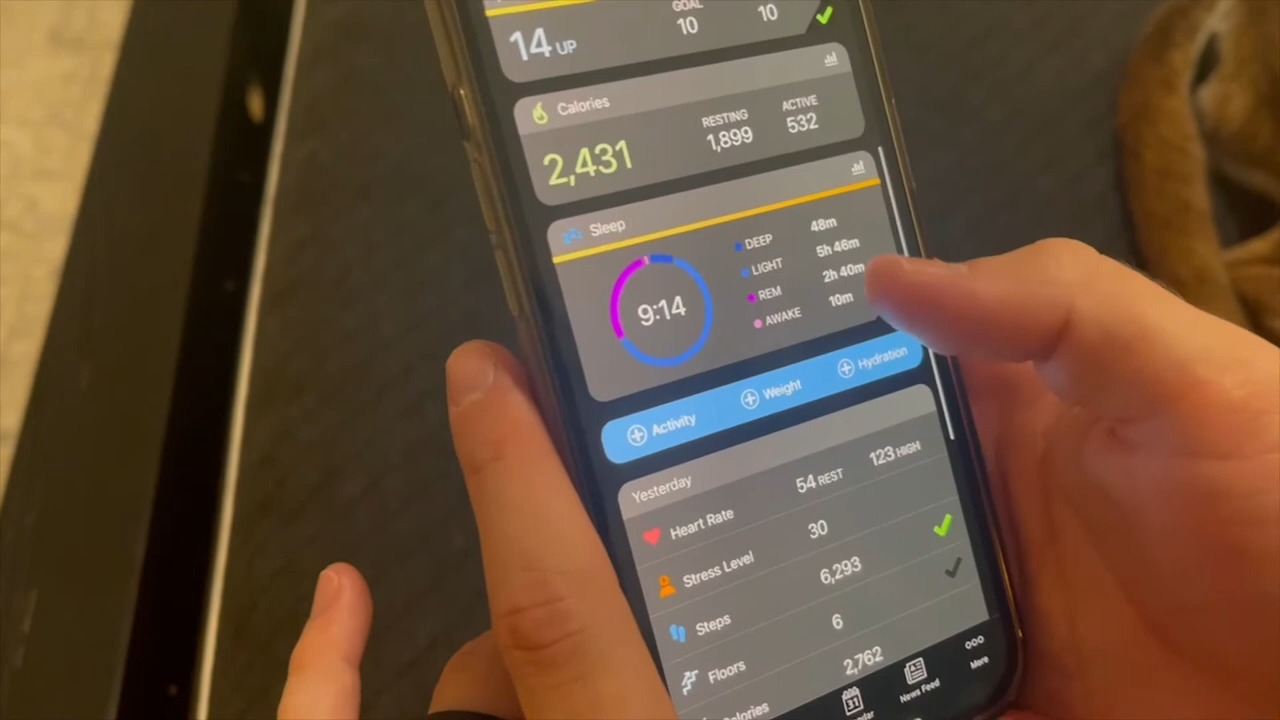 GOAL
14 UP 10 10
Calories
2,431 RESTING 1,899 ACTIVE 532
Sleep
9:14
DEEP 48m
LIGHT 5h 46m
REM 2h 40m
AWAKE 10m
Activity Weight Hydration
Yesterday
Heart Rate 54 REST 123 HIGH
Stress Level 30
Steps 6,293
Floors 6
Calories 2,762
31
News Feed
More